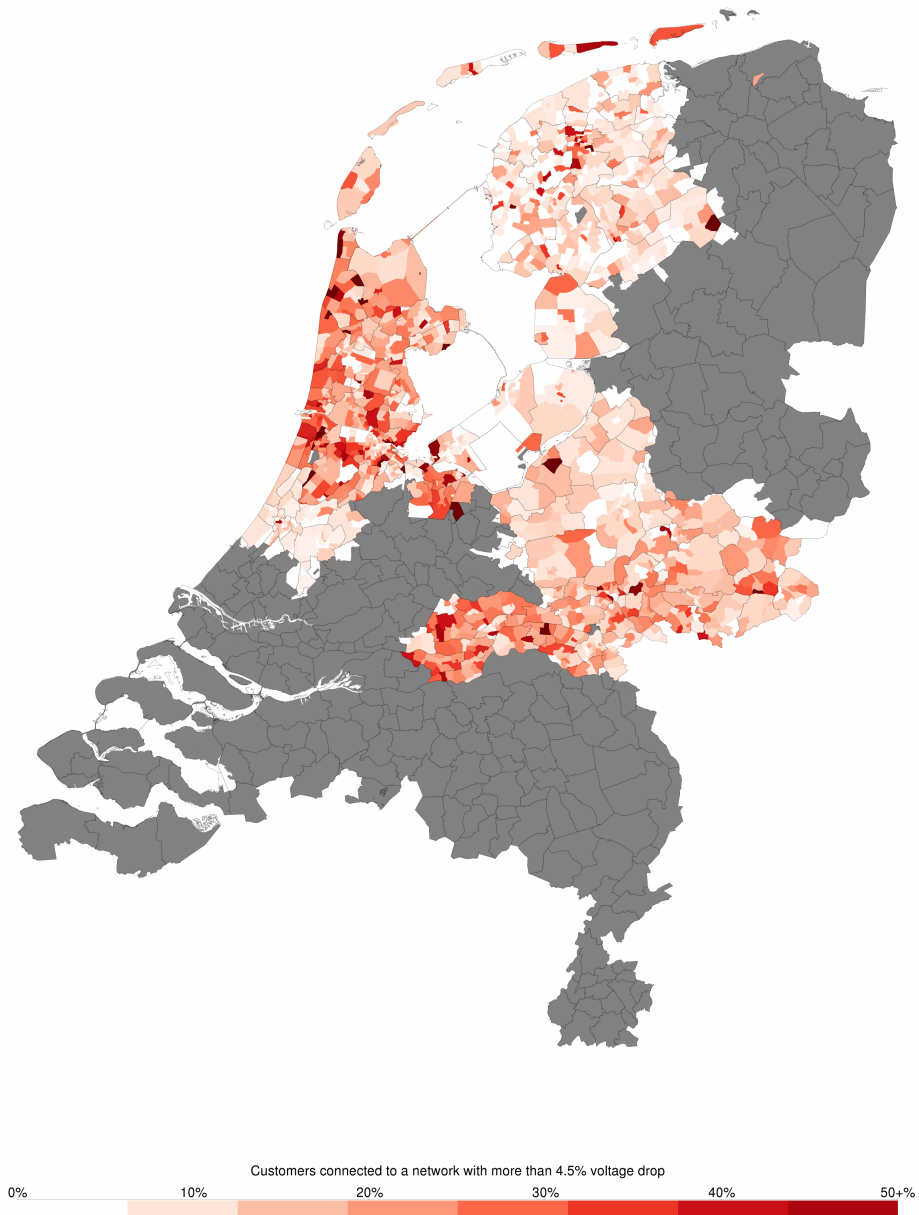 Customers connected to a network with more than 4.5% voltage drop
0% 10% 20% 30% 40% 50+%